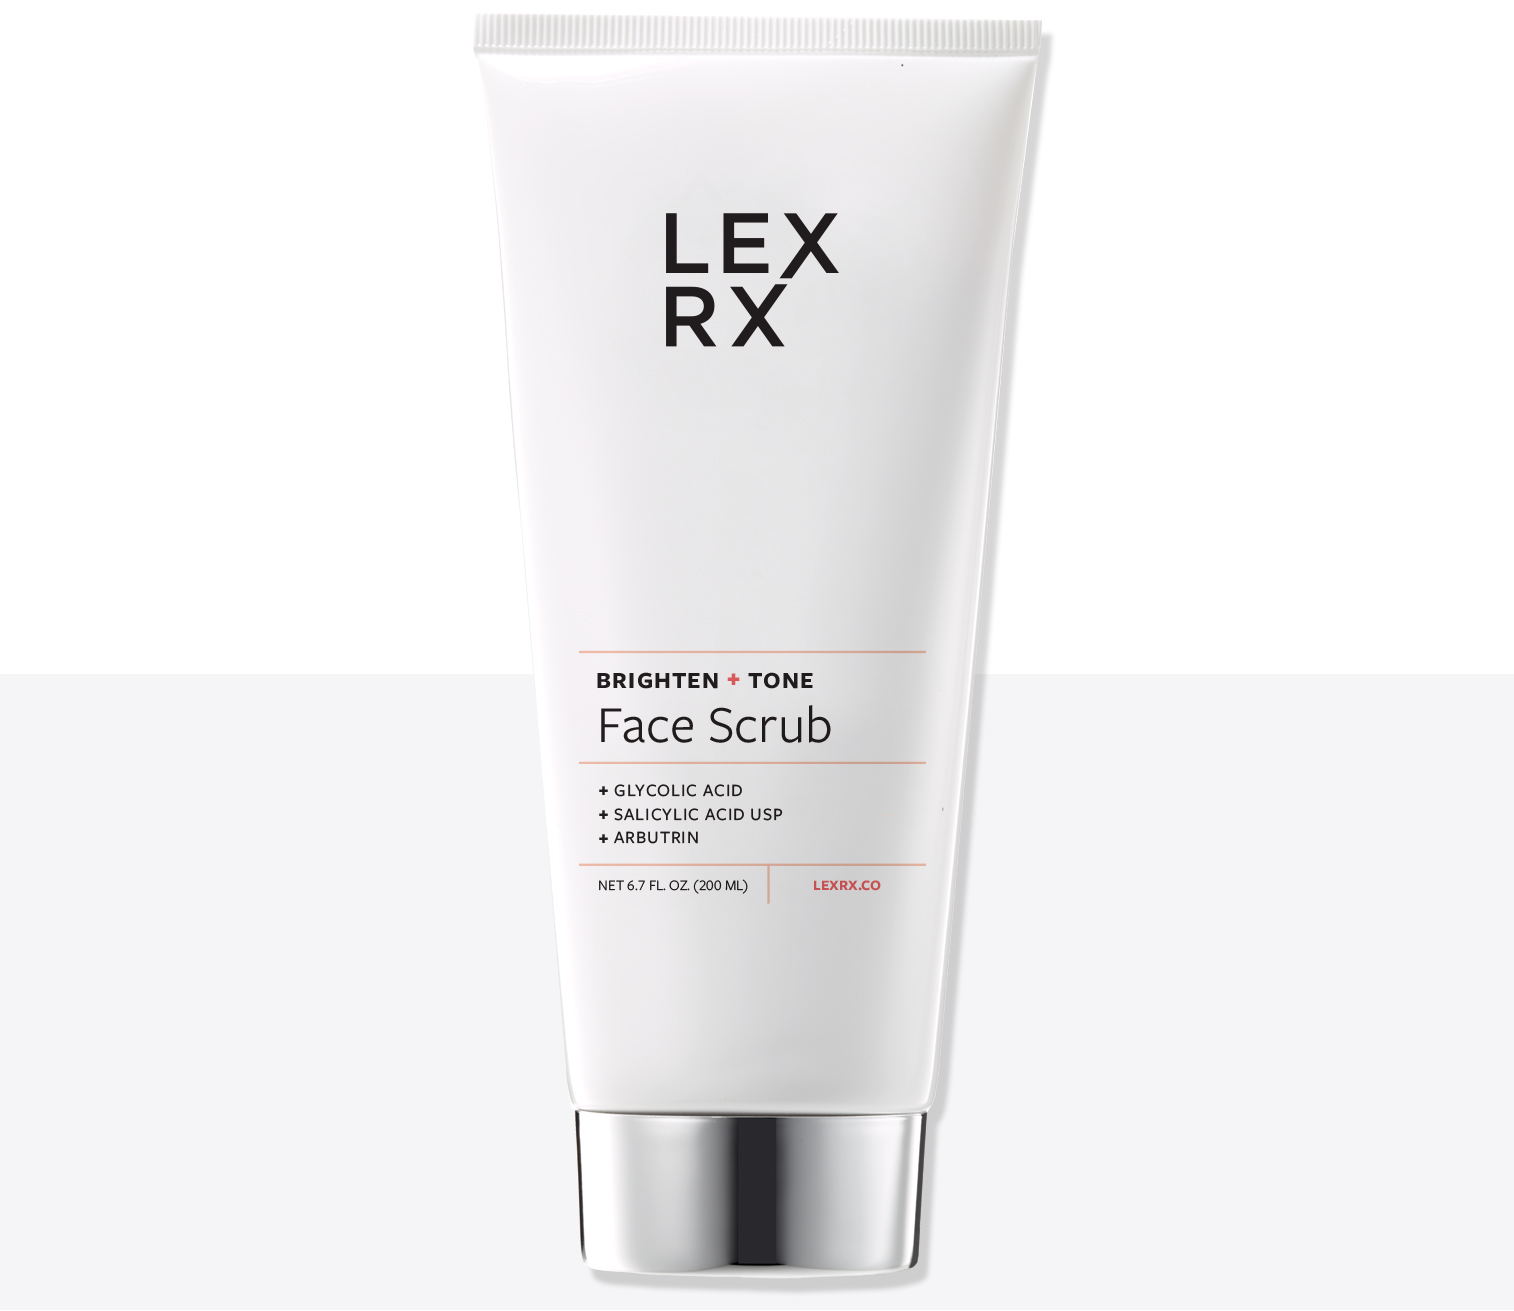 LEX
RX
BRIGHTEN + TONE
Face Scrub
+ GLYCOLIC ACID
+ SALICYLIC ACID USP
+ ARBUTRIN
NET 6.7 FL. OZ. (200 ML)
LEXRX.CO